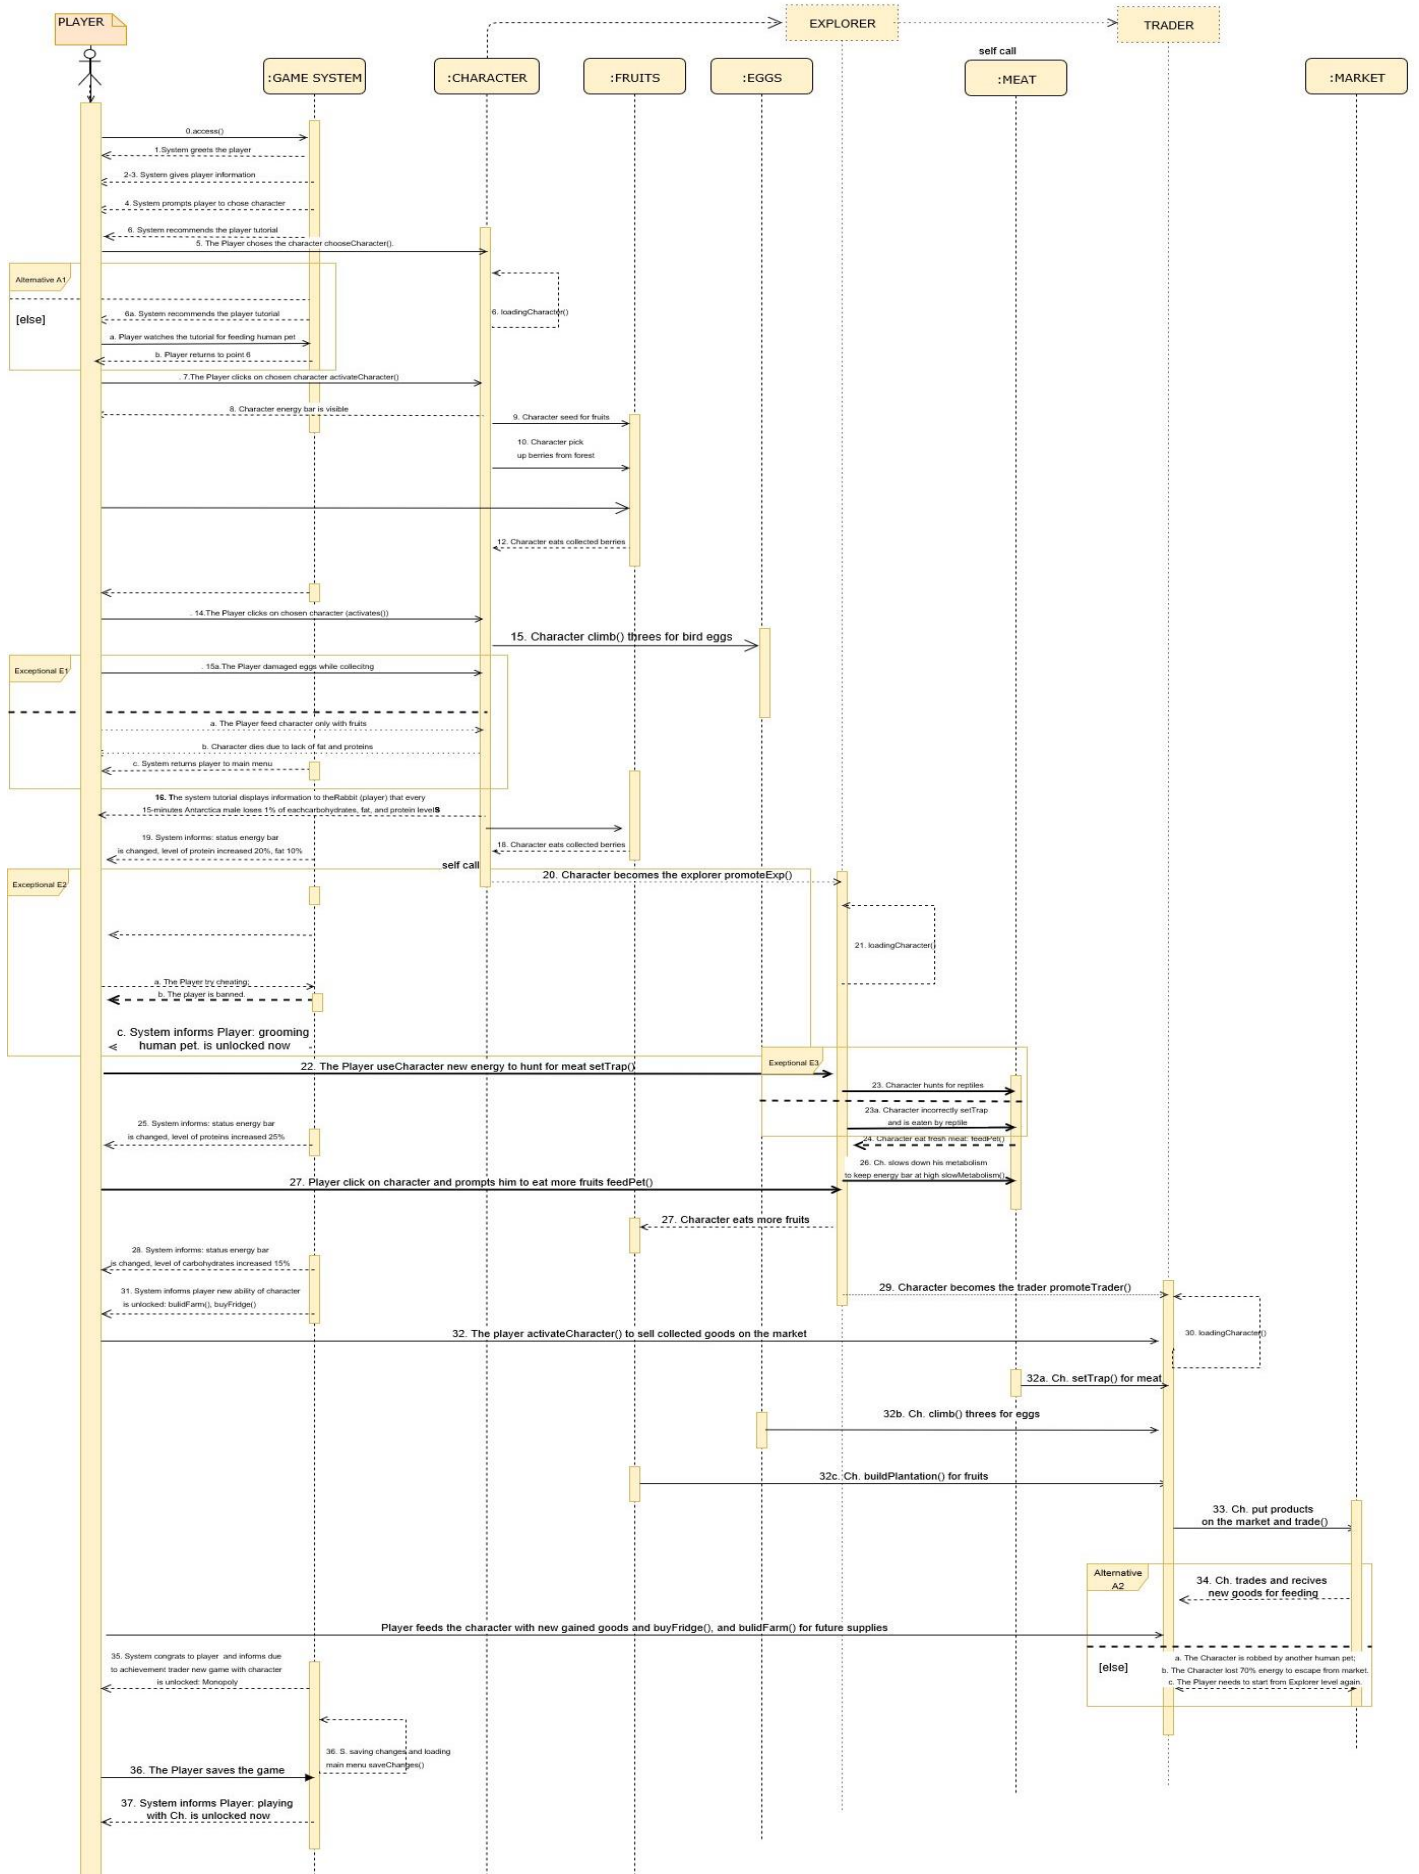 PLAYER
EXPLORER
TRADER
self call
:GAME SYSTEM
:CHARACTER
:FRUITS
:EGGS
:MEAT
:MARKET
0.access()
1.System greets the player
2-3. System gives player information
4. System prompts player to chose character
6. System recommends the player tutorial
5. The Player choses the character chooseCharacter().
Alternative A1
6. loadingCharacter()
[else]
6a. System recommends the player tutorial
a. Player watches the tutorial for feeding human pet
b. Player returns to point 6
. 7.The Player clicks on chosen character activateCharacter()
8. Character energy bar is visible
9. Character seed for fruits
10. Character pick
up berries from forest
12. Character eats collected berries
. 14.The Player clicks on chosen character (activates())
15. Character climb() threes for bird eggs
Exceptional E1
. 15a.The Player damaged eggs while collecitng
a. The Player feed character only with fruits
b. Character dies due to lack of fat and proteins
c. System returns player to main menu
16. The system tutorial displays information to theRabbit (player) that every
15-minutes Antarctica male loses 1% of eachcarbohydrates, fat, and protein levels
19. System informs: status energy bar
is changed, level of protein increased 20%, fat 10%
18. Character eats collected berries
self call
20. Character becomes the explorer promoteExp()
Exceptional E2
21. loadingCharacter()
a. The Player try cheating;
b. The player is banned.
c. System informs Player: grooming
human pet. is unlocked now
22. The Player useCharacter new energy to hunt for meat setTrap()
Exeptional E3
23. Character hunts for reptiles
23a. Character incorrectly setTrap
and is eaten by reptile
24. Character eat fresh meat: feedPet()
25. System informs: status energy bar
is changed, level of proteins increased 25%
26. Ch. slows down his metabolism
to keep energy bar at high slowMetabolism()
27. Player click on character and prompts him to eat more fruits feedPet()
27. Character eats more fruits
28. System informs: status energy bar
is changed, level of carbohydrates increased 15%
29. Character becomes the trader promoteTrader()
31. System informs player new ability of character
is unlocked: bulidFarm(), buyFridge()
30. loadingCharacter()
32. The player activateCharacter() to sell collected goods on the market
32a. Ch. setTrap() for meat
32b. Ch. climb() threes for eggs
32c. Ch. buildPlantation() for fruits
33. Ch. put products
on the market and trade()
Alternative
A2
34. Ch. trades and recives
new goods for feeding
Player feeds the character with new gained goods and buyFridge(), and bulidFarm() for future supplies
35. System congrats to player and informs due
to achievement trader new game with character
is unlocked: Monopoly
[else]
a. The Character is robbed by another human pet;
b. The Character lost 70% energy to escape from market.
c. The Player needs to start from Explorer level again.
36. S. saving changes and loading
main menu saveChanges()
36. The Player saves the game
37. System informs Player: playing
with Ch. is unlocked now